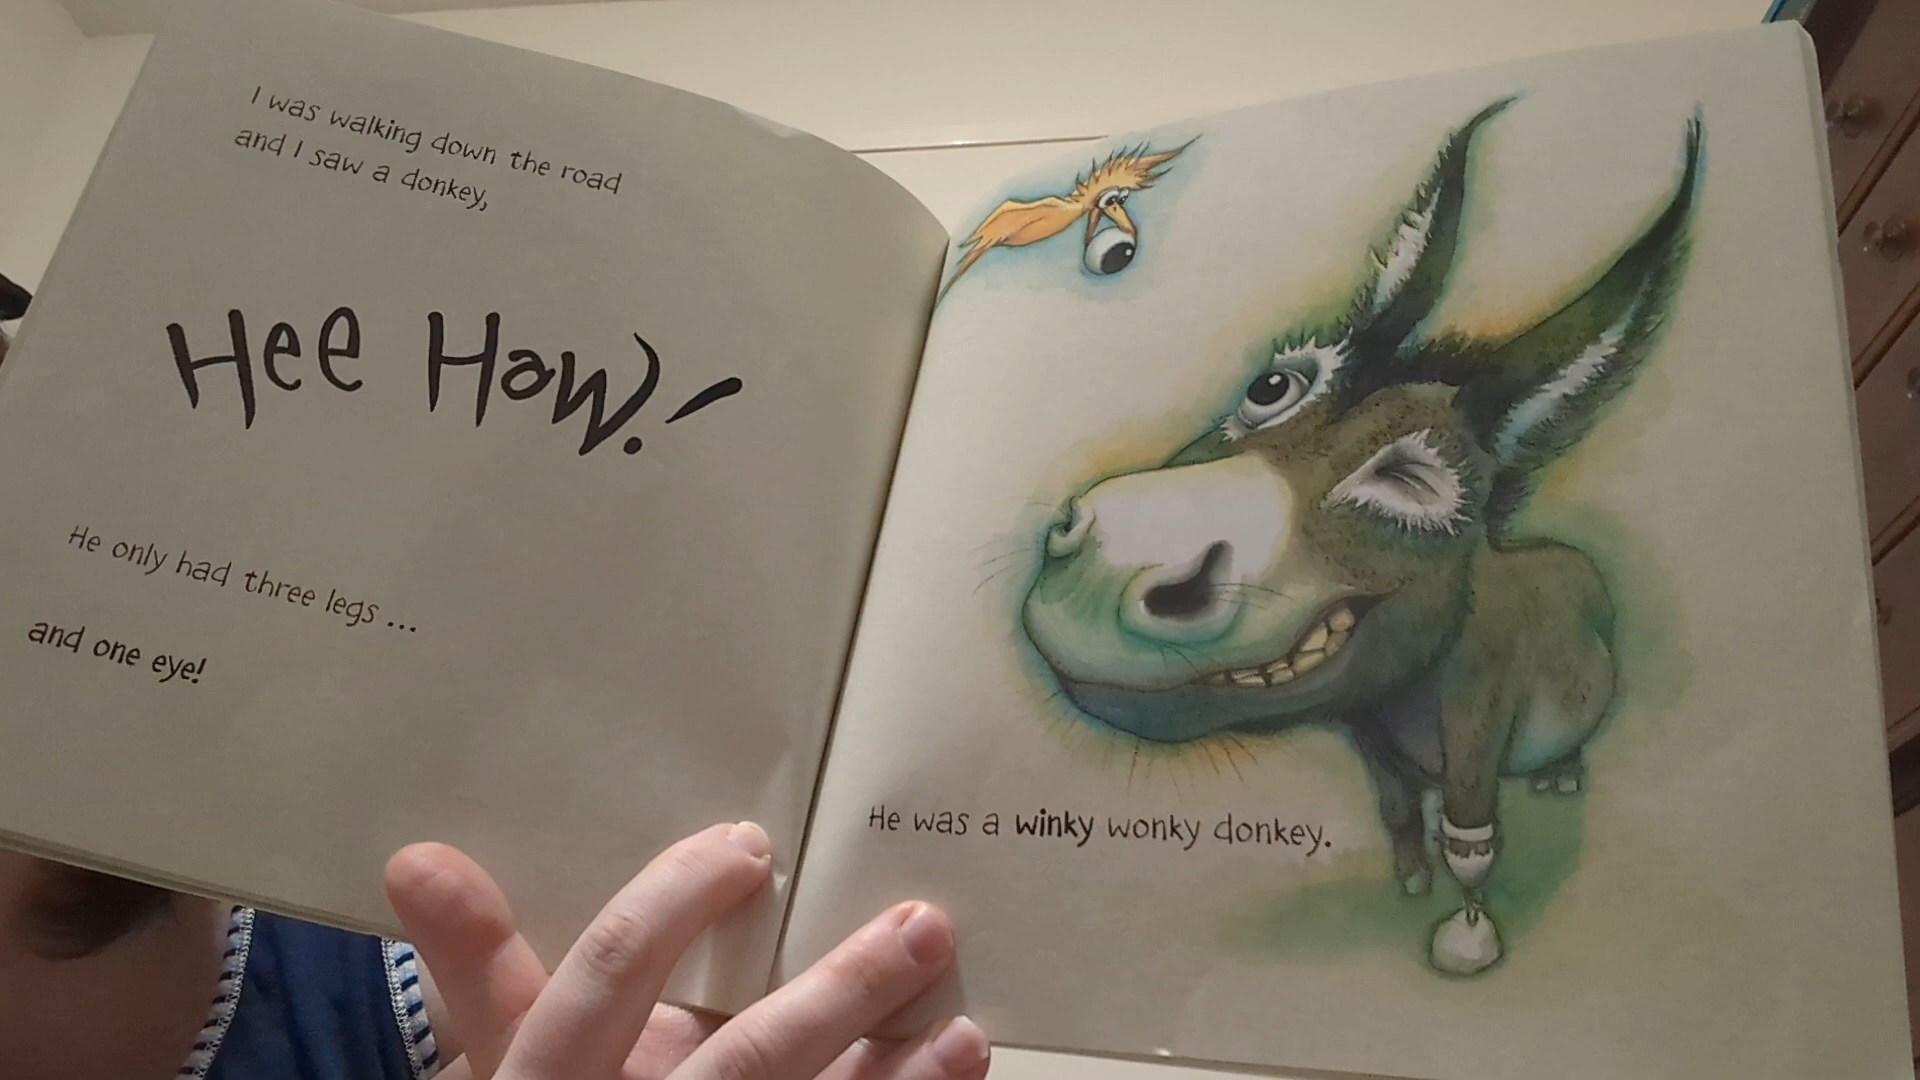 I was walking down the road
and I saw a donkey,
Hee Haw!
He only had three legs ...
and one eye!
He was a winky wonky donkey.